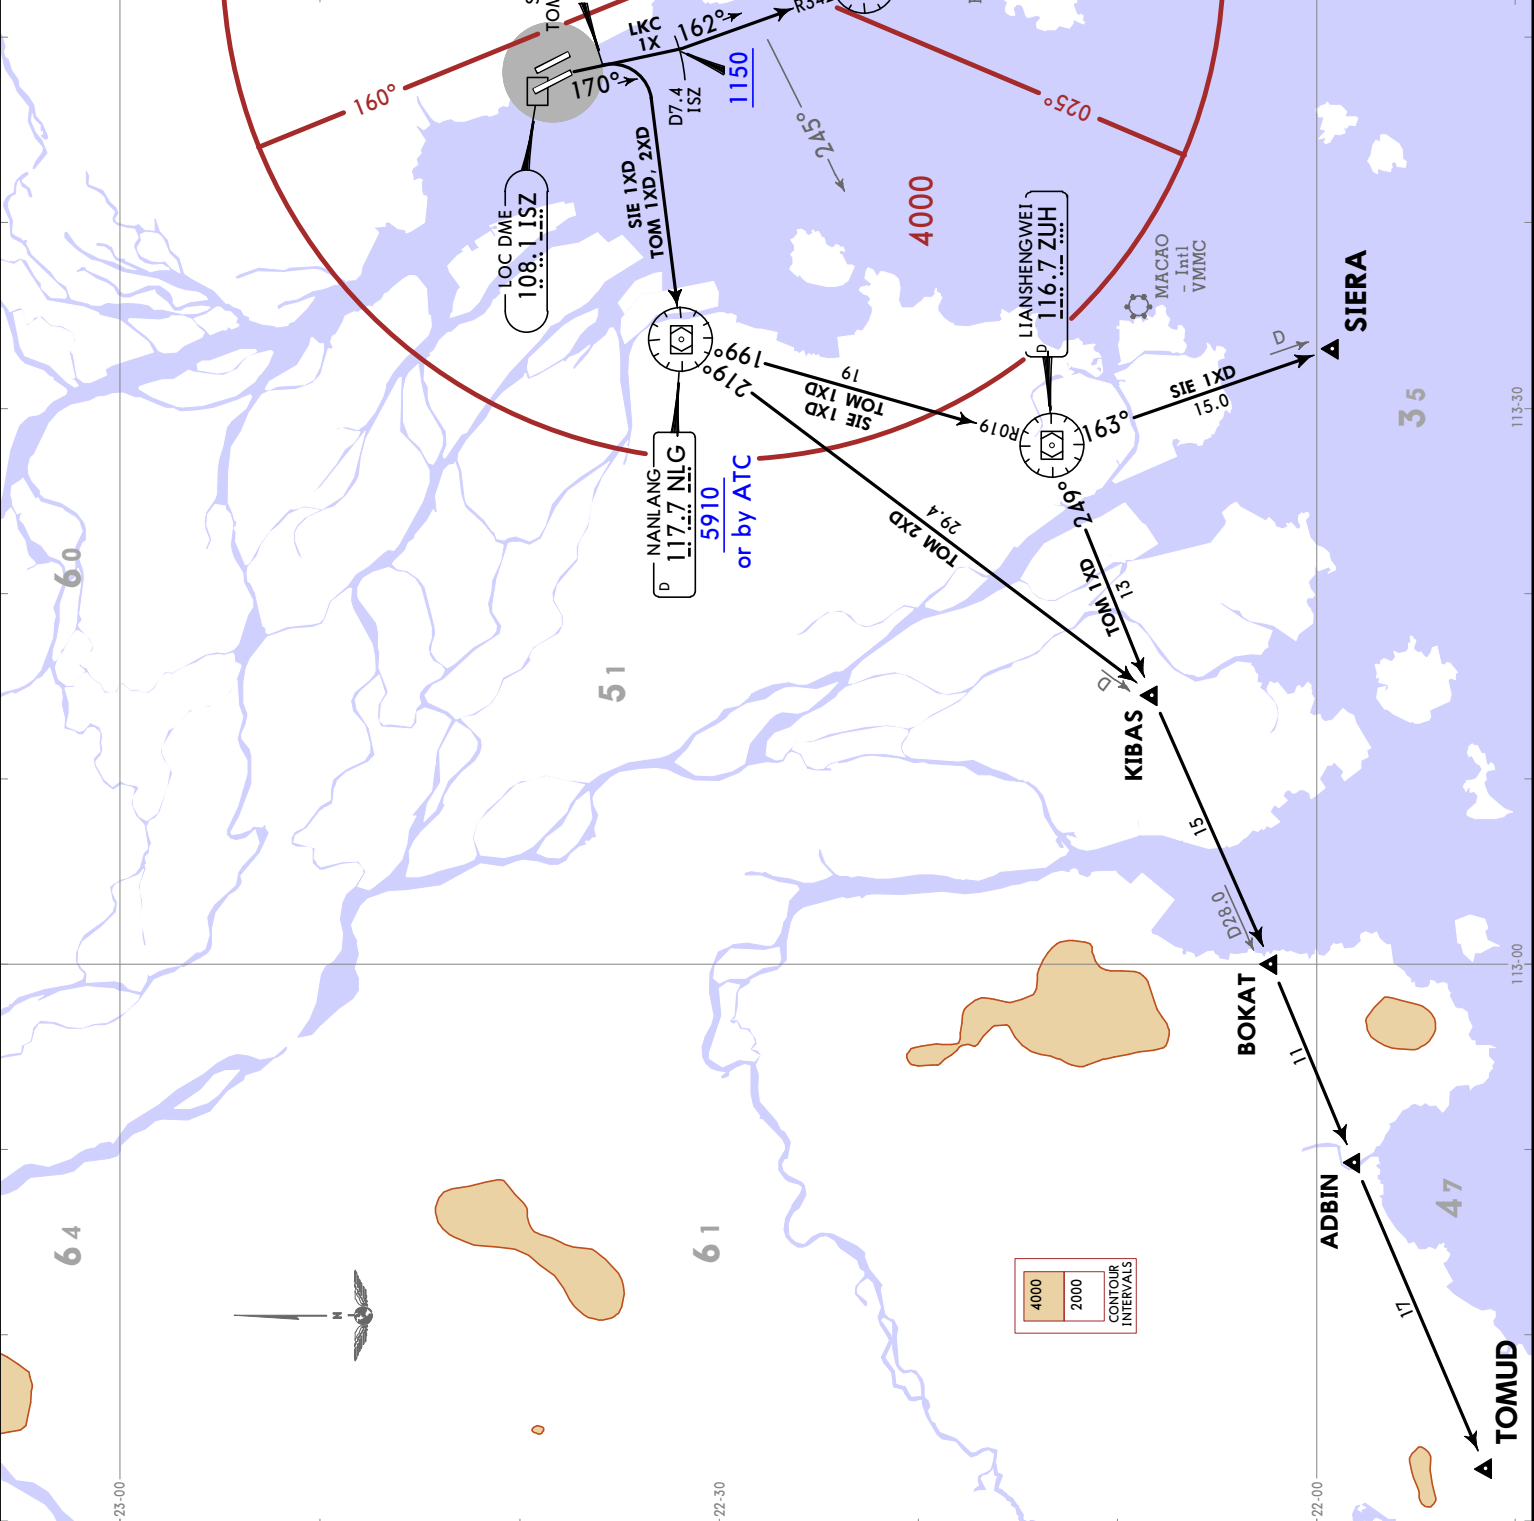 TOM
S
160°
LKC
1X
162°
R342
170°
D7.4
ISZ
1150
245°
025°
4000
LOC DME
108.1 ISZ
SIE 1XD
TOM 1XD, 2XD
LIANSHENGWEI
D 116.7 ZUH
MACAO
- Intl
VMMC
SIERA
D
SIE 1XD
15.0
163°
35
113-30
199°
219°
19
TOM 1XD
SIE 1XD
R019
NANLANG
D 117.7 NLG
5910
or by ATC
29.4
TOM 2XD
249°
TOM 1XD
13
60
51
D
KIBAS
15
D28.0
BOKAT
113-00
11
ADBIN
47
64
61
N
4000
2000
CONTOUR
INTERVALS
17
TOMUD
23-00
22-30
22-00